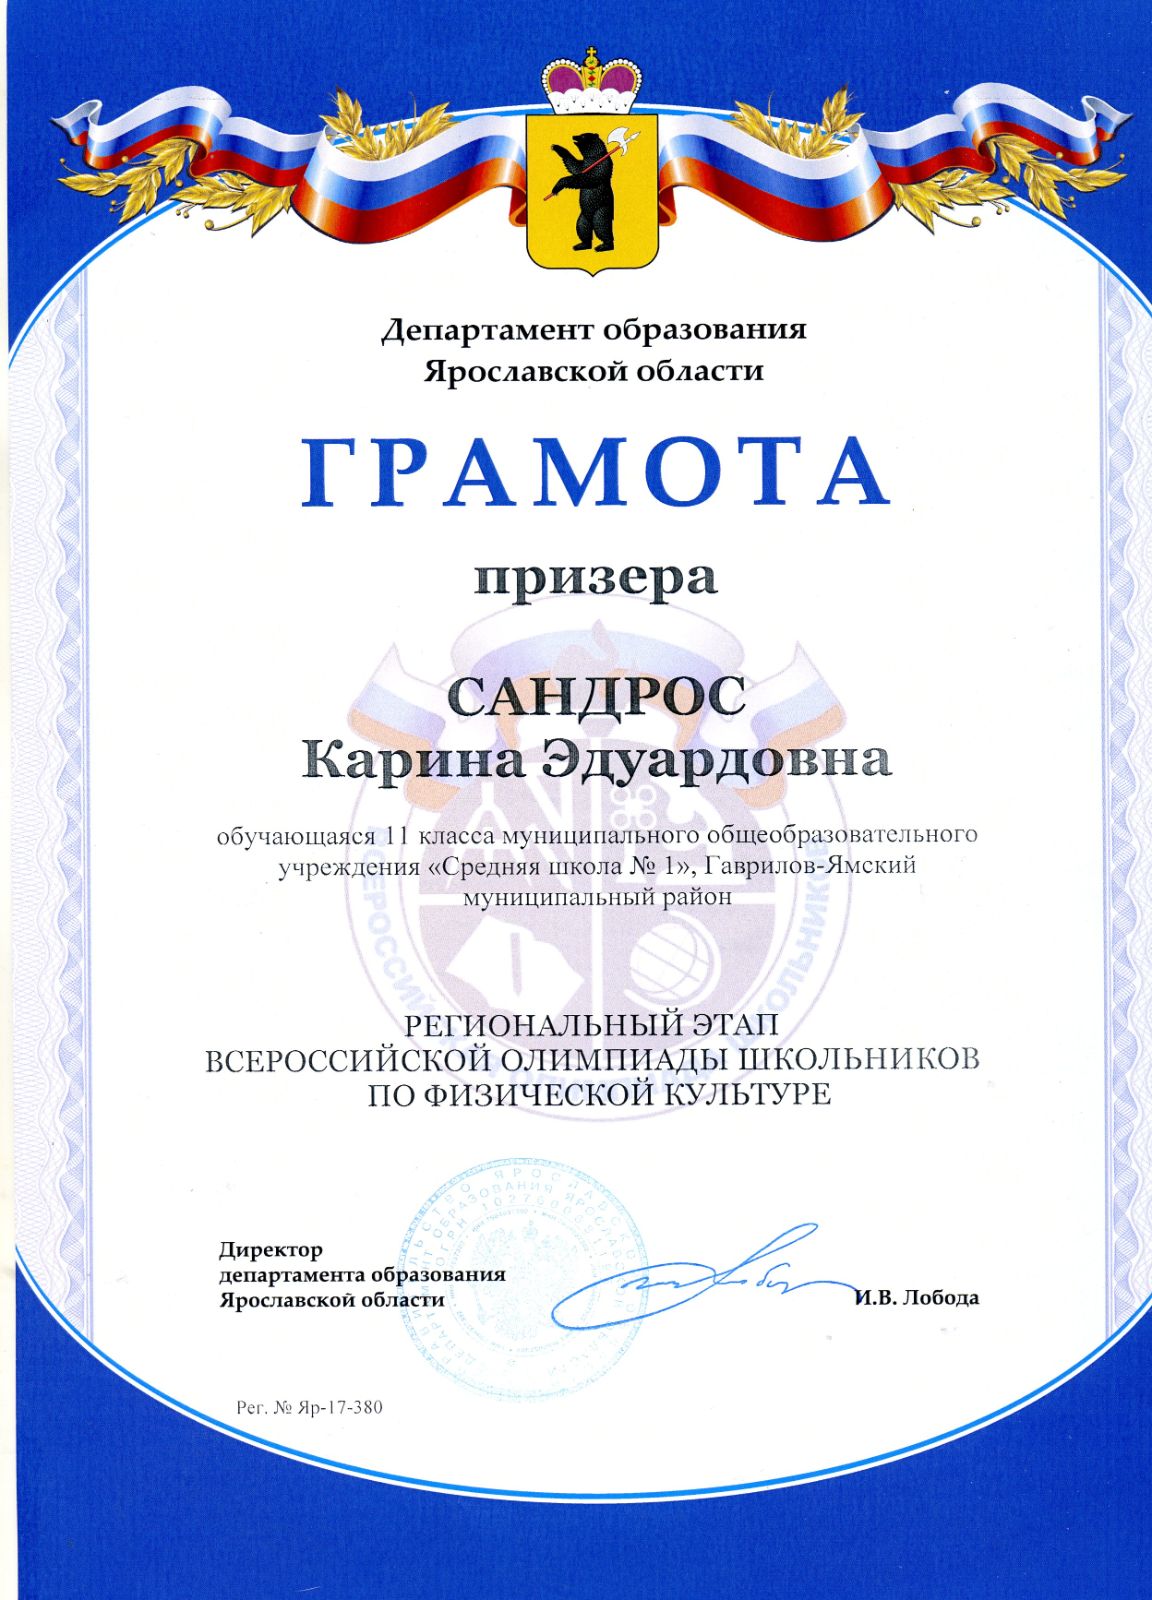 Департамент образования
Ярославской области
ГРАМОТА
призера
САНДРОС
Карина Эдуардовна
обучающаяся 11 класса муниципального общеобразовательного
учреждения «Средняя школа № 1», Гаврилов-Ямский
муниципальный район
РЕГИОНАЛЬНЫЙ ЭТАП
ВСЕРОССИЙСКОЙ ОЛИМПИАДЫ ШКОЛЬНИКОВ
ПО ФИЗИЧЕСКОЙ КУЛЬТУРЕ
Директор
департамента образования
Ярославской области
И.В. Лобода
Рег. № Яр-17-380